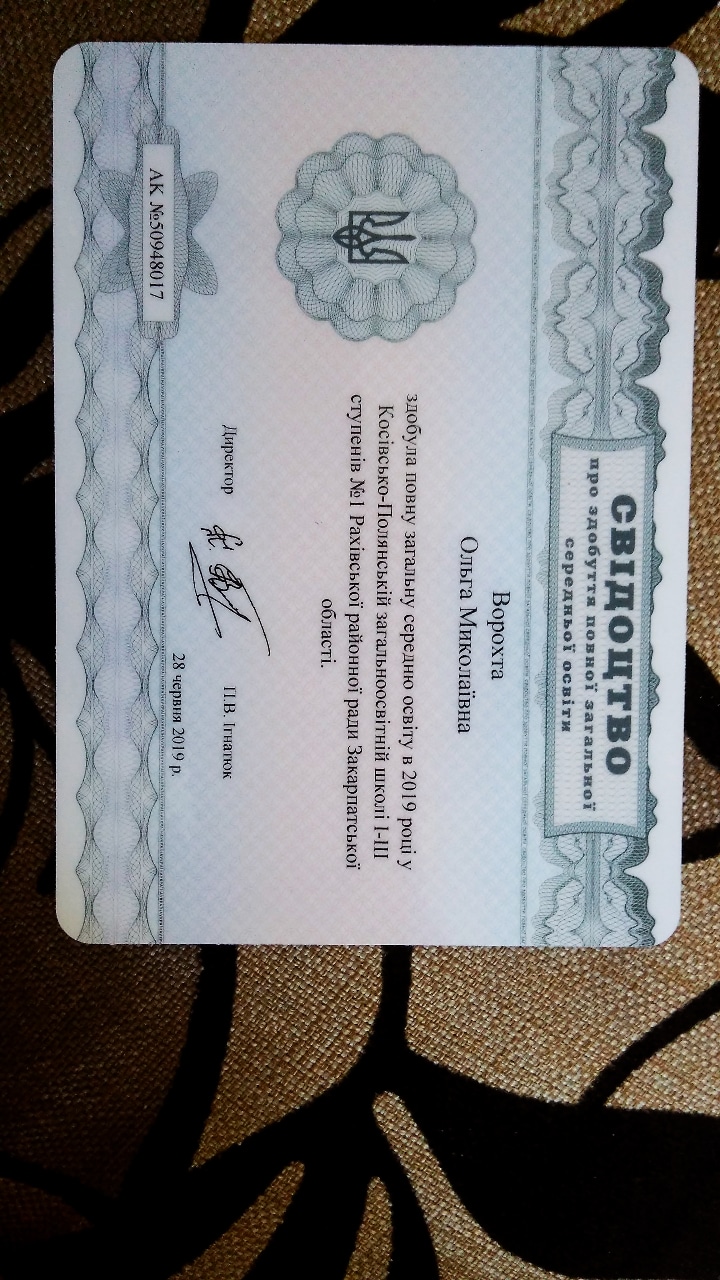 СВІДОЦТВО
про здобуття повної загальної
середньої освіти
Ворохта
Ольга Миколаївна
здобула повну загальну середню освіту в 2019 році у
Косівсько-Полянській загальноосвітній школі І-ІІІ
ступенів №1 Рахівської районної ради Закарпатської
області.
Директор П.В. Ігнатюк
28 червня 2019 р.
АК №50948017